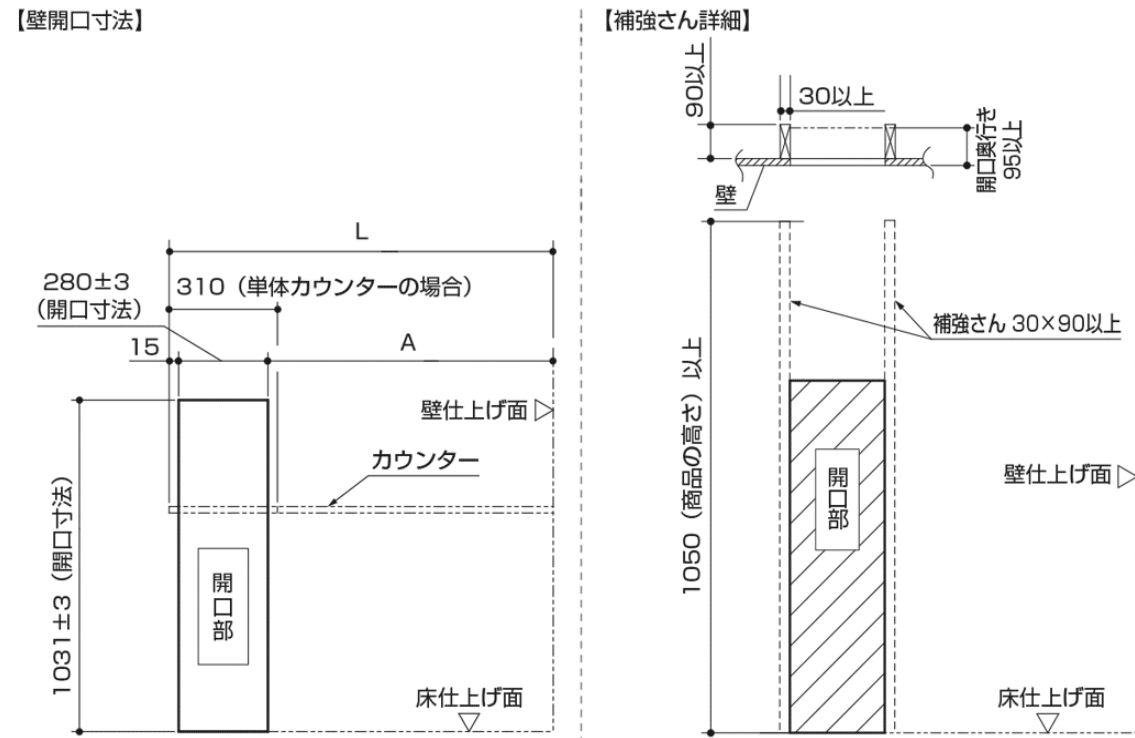 【壁開口寸法】
L
280±3
(開口寸法)
310（単体カウンターの場合）
15
A
壁仕上げ面
カウンター
1031±3（開口寸法）
開口部
床仕上げ面
【補強さん詳細】
90以上
30以上
開口奥行き
95以上
壁
補強さん 30×90以上
1050（商品の高さ）以上
開口部
壁仕上げ面
床仕上げ面